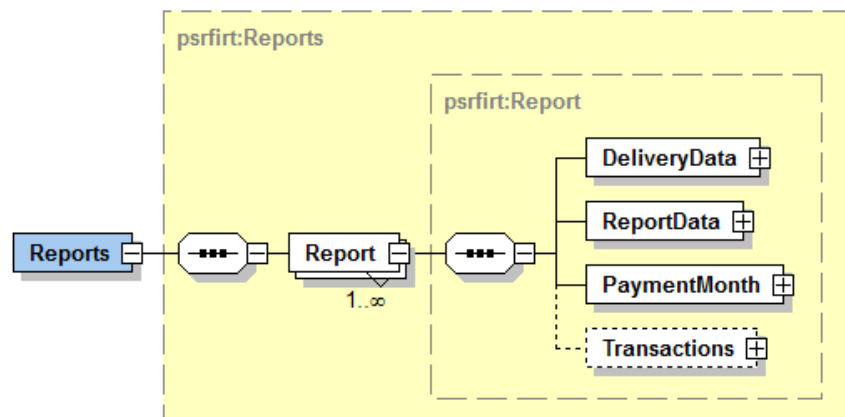 psrfirt:Reports
psrfirt:Report
DeliveryData
ReportData
Reports
Report
PaymentMonth
1..∞
Transactions